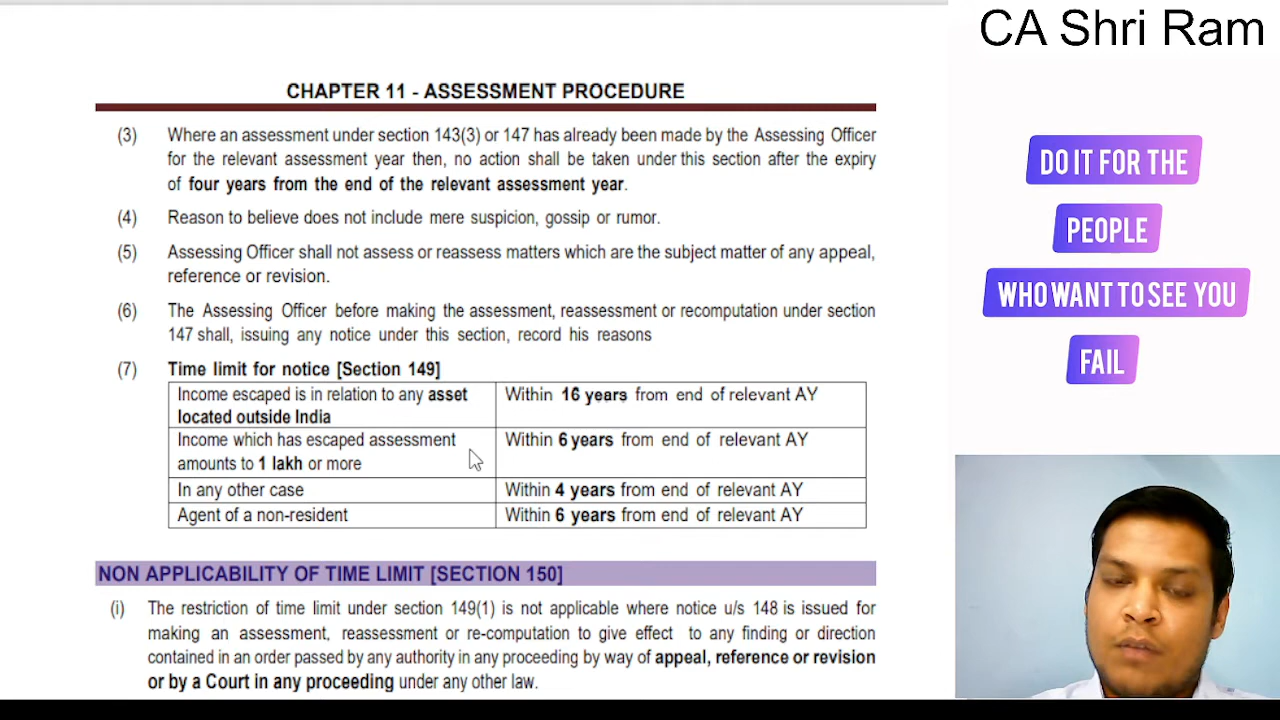 CA Shri Ram
CHAPTER 11 - ASSESSMENT PROCEDURE
(3) Where an assessment under section 143(3) or 147 has already been made by the Assessing Officer
for the relevant assessment year then, no action shall be taken under this section after the expiry
of four years from the end of the relevant assessment year.
(4) Reason to believe does not include mere suspicion, gossip or rumor.
(5) Assessing Officer shall not assess or reassess matters which are the subject matter of any appeal,
reference or revision.
(6) The Assessing Officer before making the assessment, reassessment or recomputation under section
147 shall, issuing any notice under this section, record his reasons
(7) Time limit for notice [Section 149]
Income escaped is in relation to any asset Within 16 years from end of relevant AY
located outside India
Income which has escaped assessment Within 6 years from end of relevant AY
amounts to 1 lakh or more
In any other case Within 4 years from end of relevant AY
Agent of a non-resident Within 6 years from end of relevant AY
NON APPLICABILITY OF TIME LIMIT [SECTION 150]
(i) The restriction of time limit under section 149(1) is not applicable where notice u/s 148 is issued for
making an assessment, reassessment or re-computation to give effect to any finding or direction
contained in an order passed by any authority in any proceeding by way of appeal, reference or revision
or by a Court in any proceeding under any other law.
DO IT FOR THE
PEOPLE
WHO WANT TO SEE YOU
FAIL